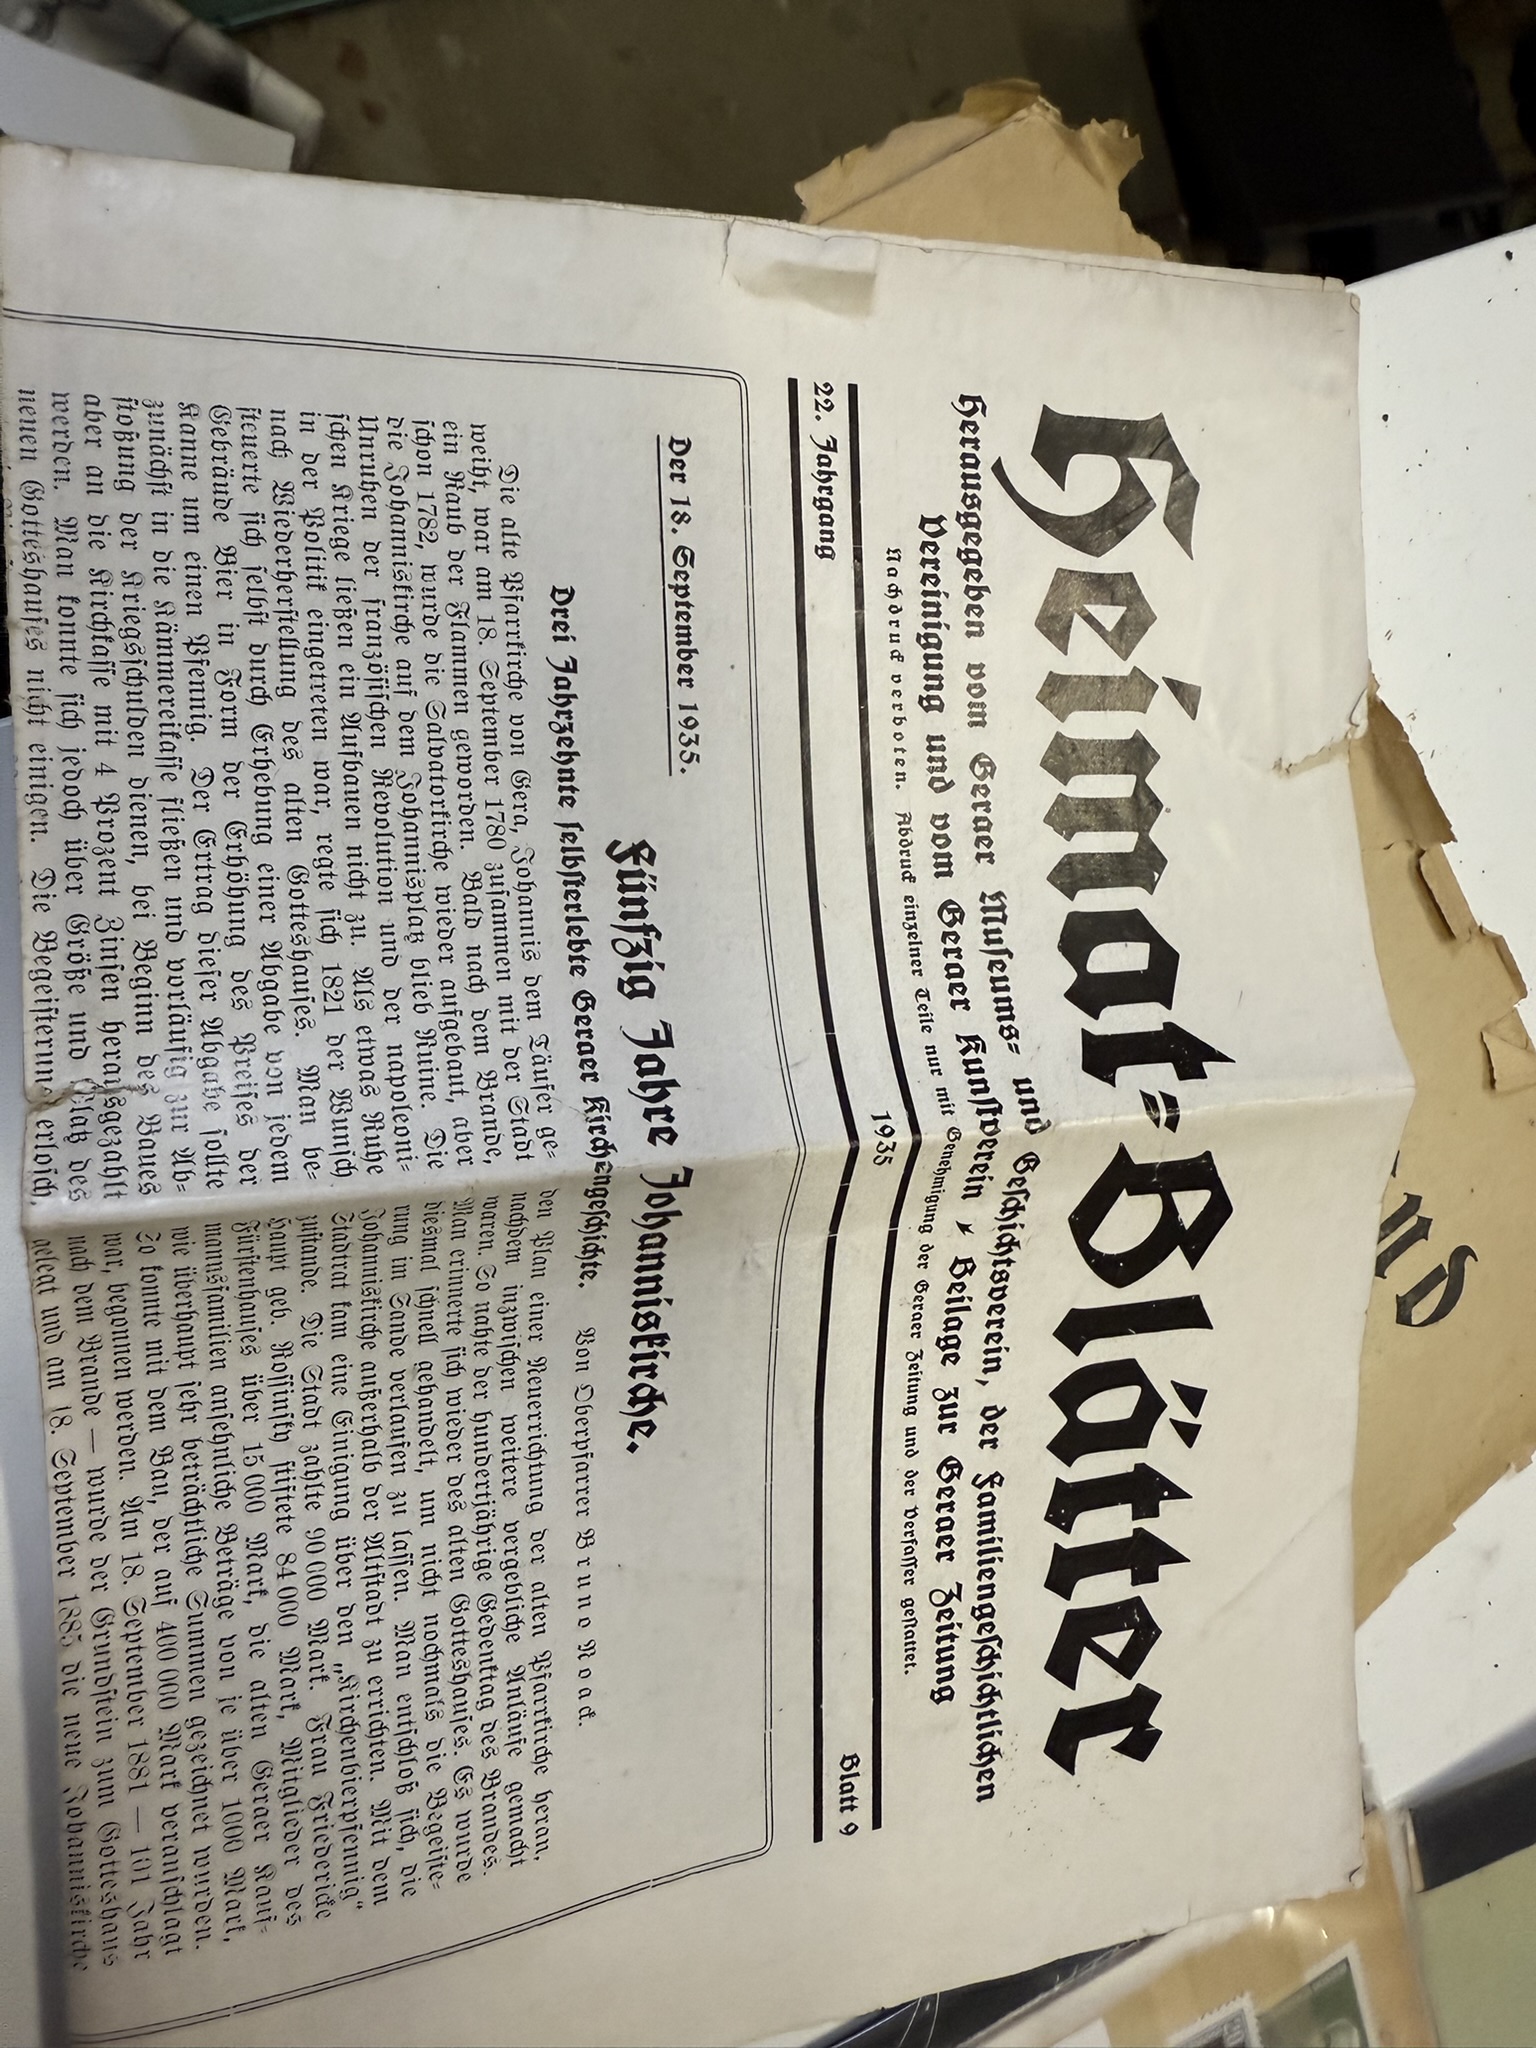 Heimat-Blätter
Herausgegeben vom Geraer Museums- und Geschichtsverein, der Familiengeschichtlichen
Vereinigung und vom Geraer Kunstverein * Beilage zur Geraer Zeitung
Nachdruck verboten. Abdruck einzelner Teile nur mit Genehmigung der Geraer Zeitung und der Verfasser gestattet.
22. Jahrgang 1935 Blatt 9
Der 18. September 1935.
Fünfzig Jahre Johanniskirche.
Drei Jahrzehnte selbsterlebte Geraer Kirchengeschichte. Von Oberpfarrer Bruno Noack.
Die alte Pfarrkirche von Gera, Johannis dem Täufer ge-
weiht, war am 18. September 1780 zusammen mit der Stadt
ein Raub der Flammen geworden. Bald nach dem Brande,
schon 1782, wurde die Salvatorkirche wieder aufgebaut, aber
die Johanniskirche auf dem Johannisplatz blieb Ruine. Die
Unruhen der französischen Revolution und der napoleoni-
schen Kriege ließen ein Aufbauen nicht zu. Als etwas Ruhe
in der Politik eingetreten war, regte sich 1821 der Wunsch
nach Wiederherstellung des alten Gotteshauses. Man be-
steuerte sich selbst durch Erhebung einer Abgabe von jedem
Gebräude Bier in Form der Erhöhung des Preises der
Kanne um einen Pfennig. Der Ertrag dieser Abgabe sollte
zunächst in die Kämmereikasse fließen und vorläufig zur Ab-
stoßung der Kriegsschulden dienen, bei Beginn des Baues
aber an die Kirchkasse mit 4 Prozent Zinsen herausgezahlt
werden. Man konnte sich jedoch über Größe und Platz des
neuen Gotteshauses nicht einigen. Die Begeisterung erlosch,
den Plan einer Neuerrichtung der alten Pfarrkirche heran,
nachdem inzwischen weitere vergebliche Anläufe gemacht
waren. So nahte der hundertjährige Gedenktag des Brandes.
Man erinnerte sich wieder des alten Gotteshauses. Es wurde
diesmal schnell gehandelt, um nicht nochmals die Begeiste-
rung im Sande verlaufen zu lassen. Man entschloß sich, die
Johanniskirche außerhalb der Altstadt zu errichten. Mit dem
Stadtrat kam eine Einigung über den „Kirchenbierpfennig“
zustande. Die Stadt zahlte 90 000 Mark. Frau Friedericke
Haupt geb. Rossinsky stiftete 84 000 Mark, Mitglieder des
Fürstenhauses über 15 000 Mark, die alten Geraer Kauf-
mannsfamilien ansehnliche Beträge von je über 1000 Mark,
wie überhaupt sehr beträchtliche Summen gezeichnet wurden.
So konnte mit dem Bau, der auf 400 000 Mark veranschlagt
war, begonnen werden. Am 18. September 1881 — 101 Jahr
nach dem Brande — wurde der Grundstein zum Gotteshaus
gelegt und am 18. September 1885 die neue Johanniskirche